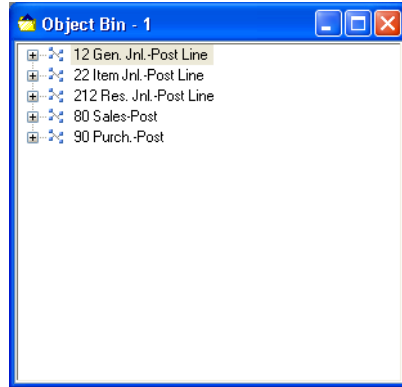 Object Bin - 1
12 Gen. Jnl.-Post Line
22 Item Jnl.-Post Line
212 Res. Jnl.-Post Line
80 Sales-Post
90 Purch.-Post